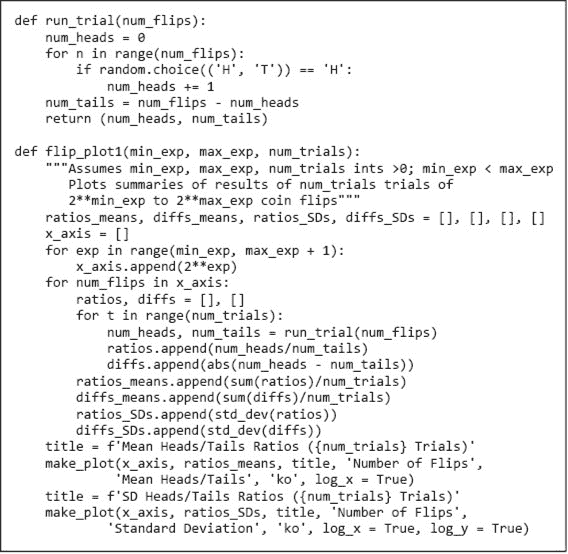 def run_trial(num_flips):
    num_heads = 0
    for n in range(num_flips):
        if random.choice(('H', 'T')) == 'H':
            num_heads += 1
    num_tails = num_flips - num_heads
    return (num_heads, num_tails)

def flip_plot1(min_exp, max_exp, num_trials):
    """Assumes min_exp, max_exp, num_trials ints >0; min_exp < max_exp
       Plots summaries of results of num_trials trials of
       2**min_exp to 2**max_exp coin flips"""
    ratios_means, diffs_means, ratios_SDs, diffs_SDs = [], [], [], []
    x_axis = []
    for exp in range(min_exp, max_exp + 1):
        x_axis.append(2**exp)
    for num_flips in x_axis:
        ratios, diffs = [], []
        for t in range(num_trials):
            num_heads, num_tails = run_trial(num_flips)
            ratios.append(num_heads/num_tails)
            diffs.append(abs(num_heads - num_tails))
        ratios_means.append(sum(ratios)/num_trials)
        diffs_means.append(sum(diffs)/num_trials)
        ratios_SDs.append(std_dev(ratios))
        diffs_SDs.append(std_dev(diffs))
    title = f'Mean Heads/Tails Ratios ({num_trials} Trials)'
    make_plot(x_axis, ratios_means, title, 'Number of Flips',
              'Mean Heads/Tails', 'ko', log_x = True)
    title = f'SD Heads/Tails Ratios ({num_trials} Trials)'
    make_plot(x_axis, ratios_SDs, title, 'Number of Flips',
              'Standard Deviation', 'ko', log_x = True, log_y = True)